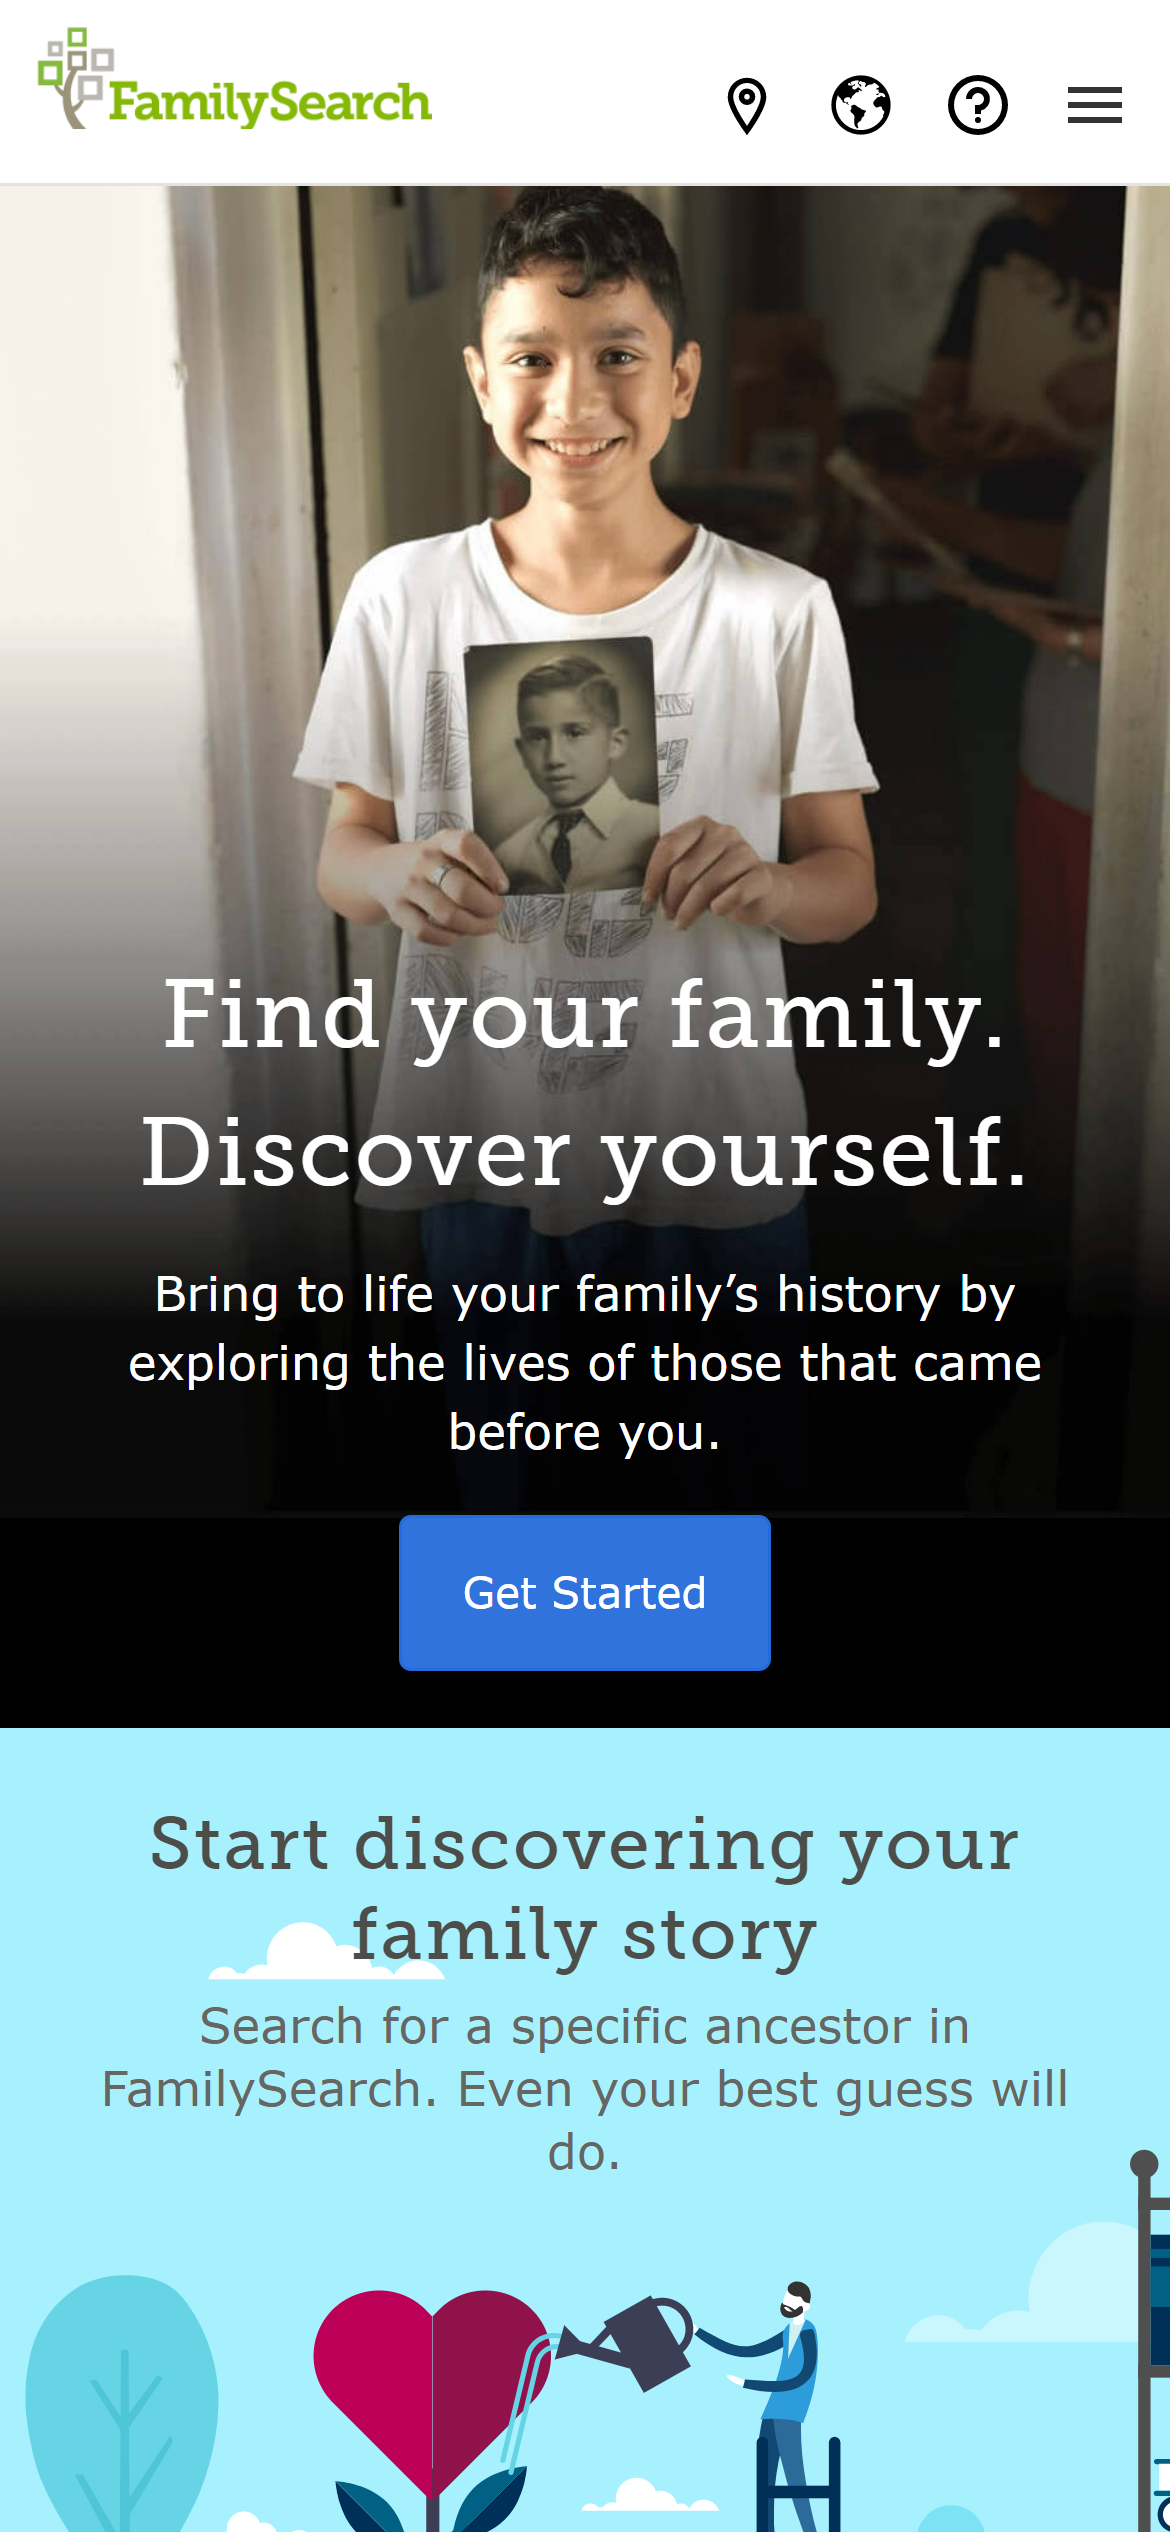 FamilySearch
Find your family.
Discover yourself.
Bring to life your family’s history by
exploring the lives of those that came
before you.
Get Started
Start discovering your
family story
Search for a specific ancestor in
FamilySearch. Even your best guess will
do.